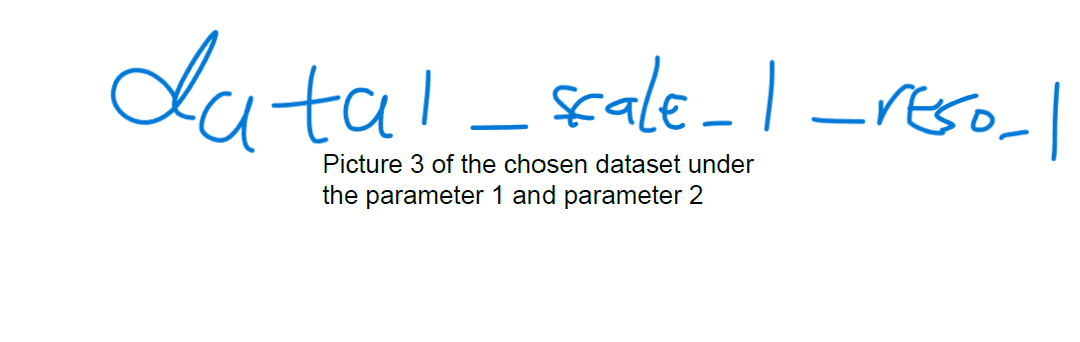 data1_scale_1_reso_1
Picture 3 of the chosen dataset under
the parameter 1 and parameter 2